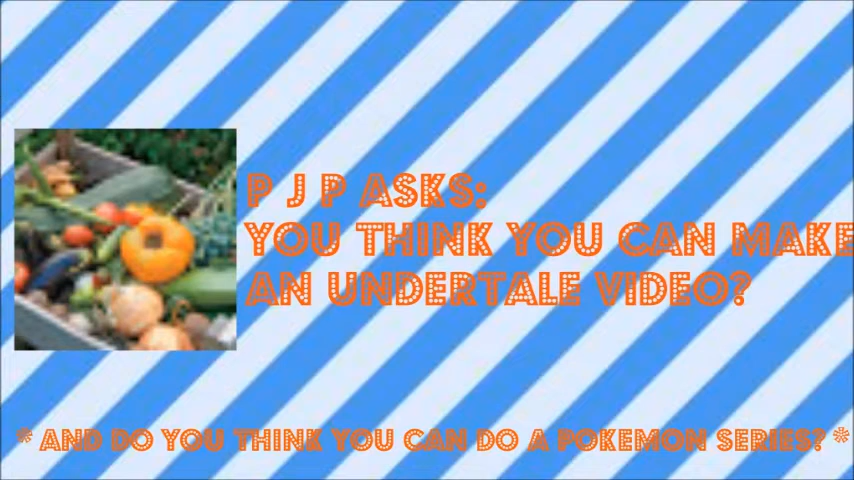 P J P ASKS:
YOU THINK YOU CAN MAKE
AN UNDERTALE VIDEO?
* AND DO YOU THINK YOU CAN DO A POKEMON SERIES? *